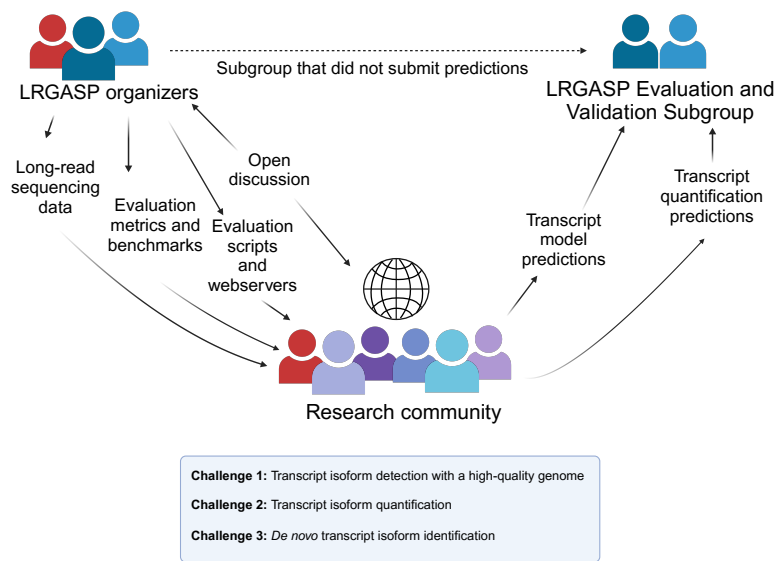 LRGASP organizers
Subgroup that did not submit predictions
LRGASP Evaluation and
Validation Subgroup
Long-read
sequencing
data
Evaluation
metrics and
benchmarks
Evaluation
scripts
and
webservers
Open
discussion
Transcript
model
predictions
Transcript
quantification
predictions
Research community
Challenge 1: Transcript isoform detection with a high-quality genome
Challenge 2: Transcript isoform quantification
Challenge 3: De novo transcript isoform identification